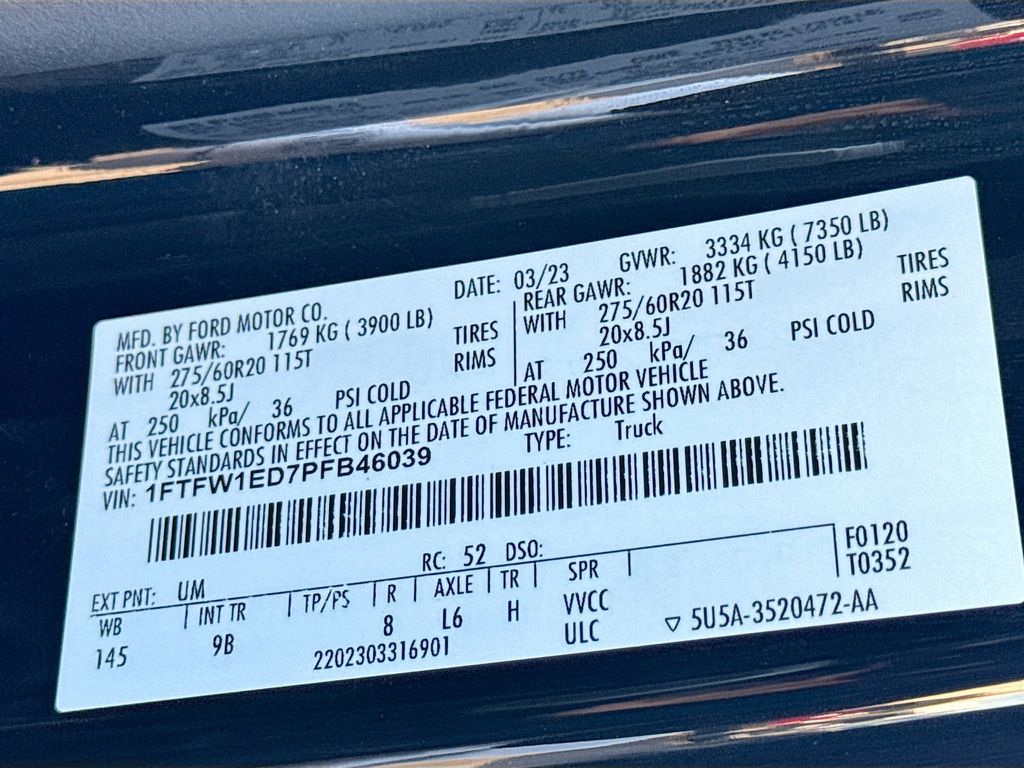 MFD. BY FORD MOTOR CO. DATE: 03/23 GVWR: 3334 KG ( 7350 LB)
FRONT GAWR: 1769 KG ( 3900 LB) REAR GAWR: 1882 KG ( 4150 LB)
WITH 275/60R20 115T TIRES WITH 275/60R20 115T TIRES
20x8.5J RIMS 20x8.5J RIMS
AT 250 kPa/ 36 PSI COLD AT 250 kPa/ 36 PSI COLD
THIS VEHICLE CONFORMS TO ALL APPLICABLE FEDERAL MOTOR VEHICLE
SAFETY STANDARDS IN EFFECT ON THE DATE OF MANUFACTURE SHOWN ABOVE.
VIN: 1FTFW1ED7PFB46039 TYPE: Truck
EXT PNT: UM RC: 52 DSO: F0120
WB INT TR TP/PS R AXLE TR SPR T0352
145 9B 8 L6 H VVCC
2202303316901 ULC ▽ 5U5A-3520472-AA